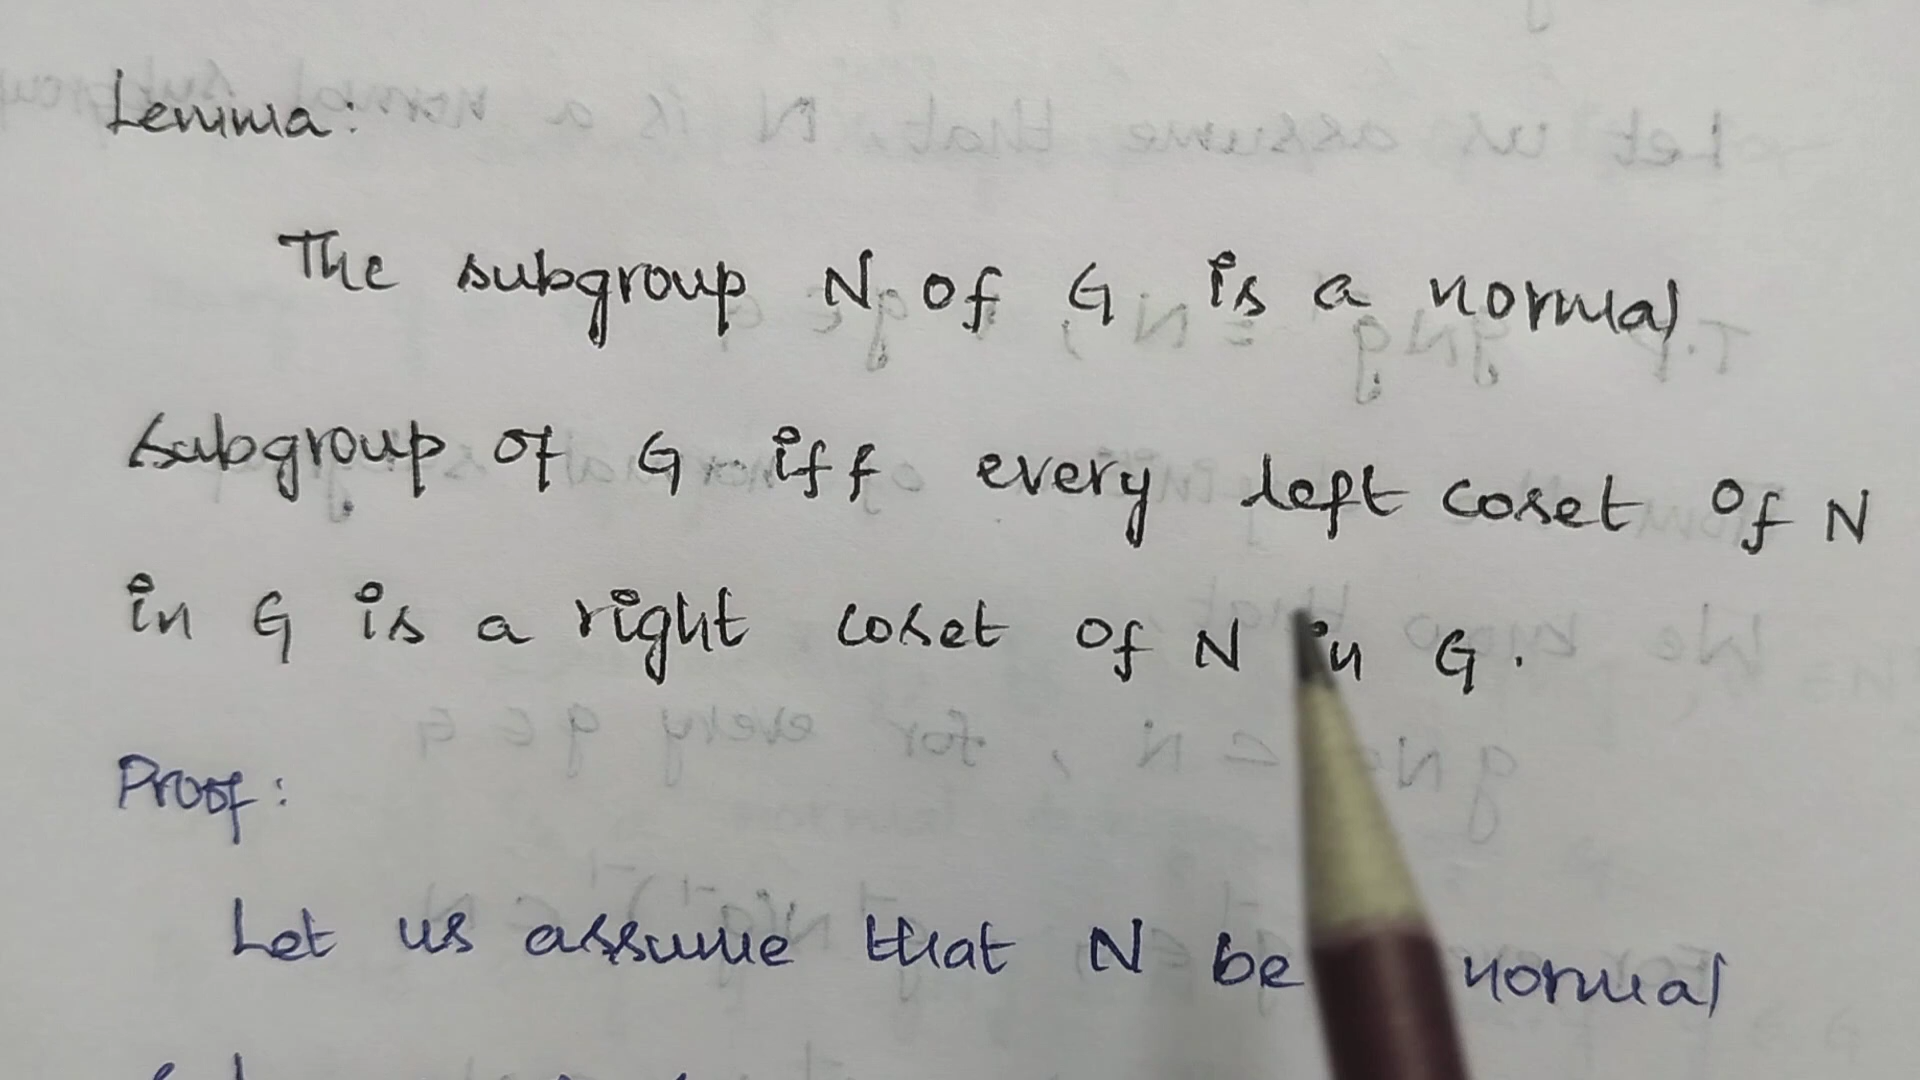 Lemma:
The subgroup N of G is a normal
subgroup of G iff every left coset of N
in G is a right coset of N in G.
Proof:
Let us assume that N be normal